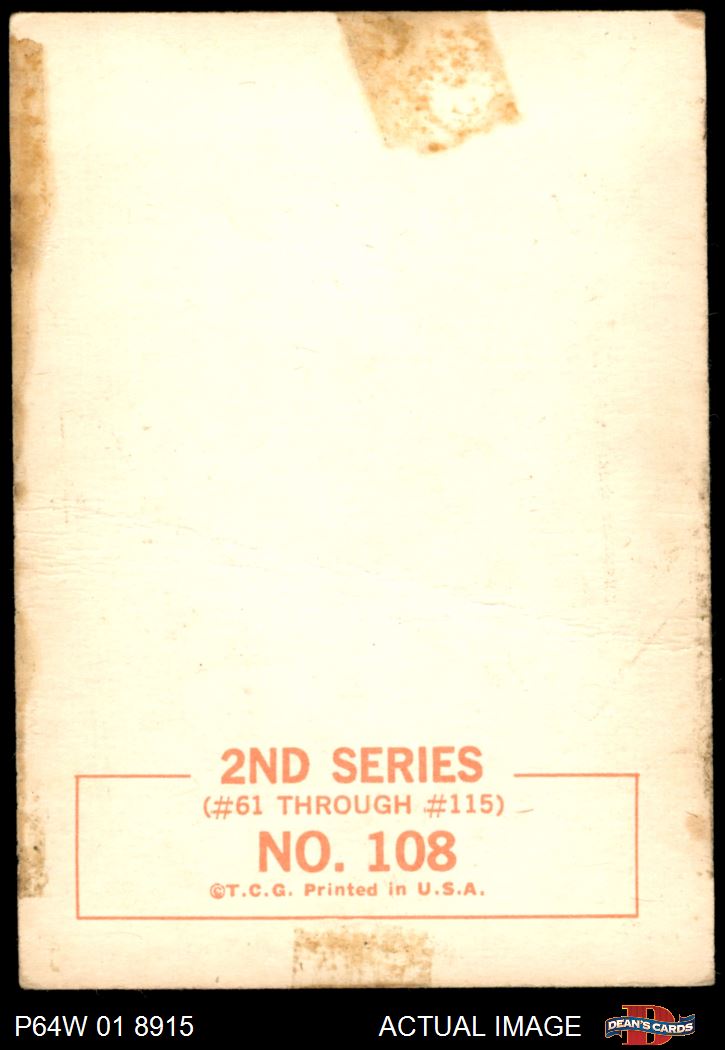 2ND SERIES
(#61 THROUGH #115)
NO. 108
©T.C.G. Printed in U.S.A.
P64W 01 8915
ACTUAL IMAGE
DEAN'S CARDS